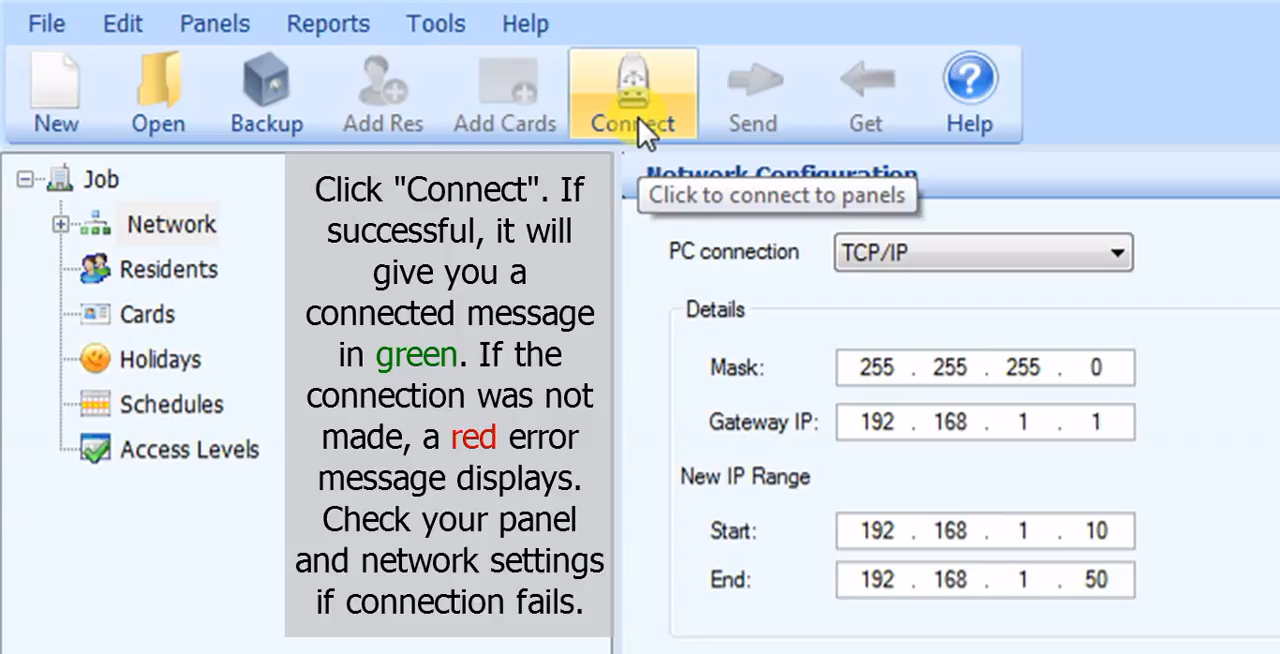 File Edit Panels Reports Tools Help
New Open Backup Add Res Add Cards Connect Send Get Help
Job
Network
Residents
Cards
Holidays
Schedules
Access Levels
Click "Connect". If
successful, it will
give you a
connected message
in green. If the
connection was not
made, a red error
message displays.
Check your panel
and network settings
if connection fails.
Network Configuration
Click to connect to panels
PC connection TCP/IP
Details
Mask: 255 . 255 . 255 . 0
Gateway IP: 192 . 168 . 1 . 1
New IP Range
Start: 192 . 168 . 1 . 10
End: 192 . 168 . 1 . 50